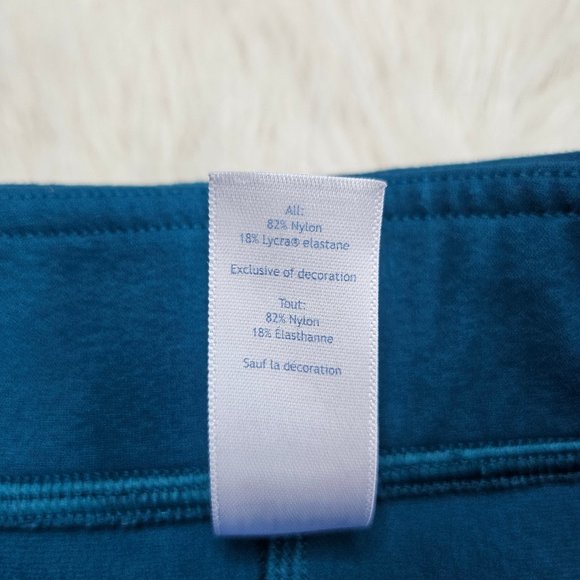 All:
82% Nylon
18% Lycra® elastane
Exclusive of decoration
Tout:
82% Nylon
18% Élasthanne
Sauf la décoration